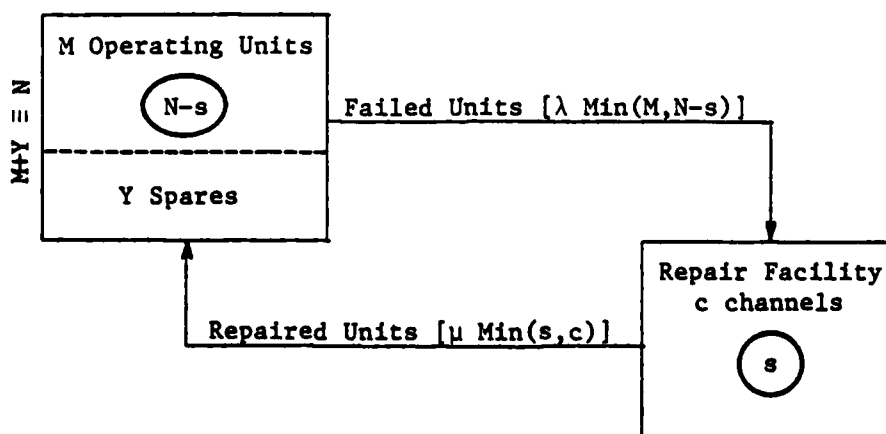 M Operating Units
N-s
M+Y ≡ N
Y Spares
Failed Units [λ Min(M,N-s)]
Repair Facility
c channels
s
Repaired Units [μ Min(s,c)]